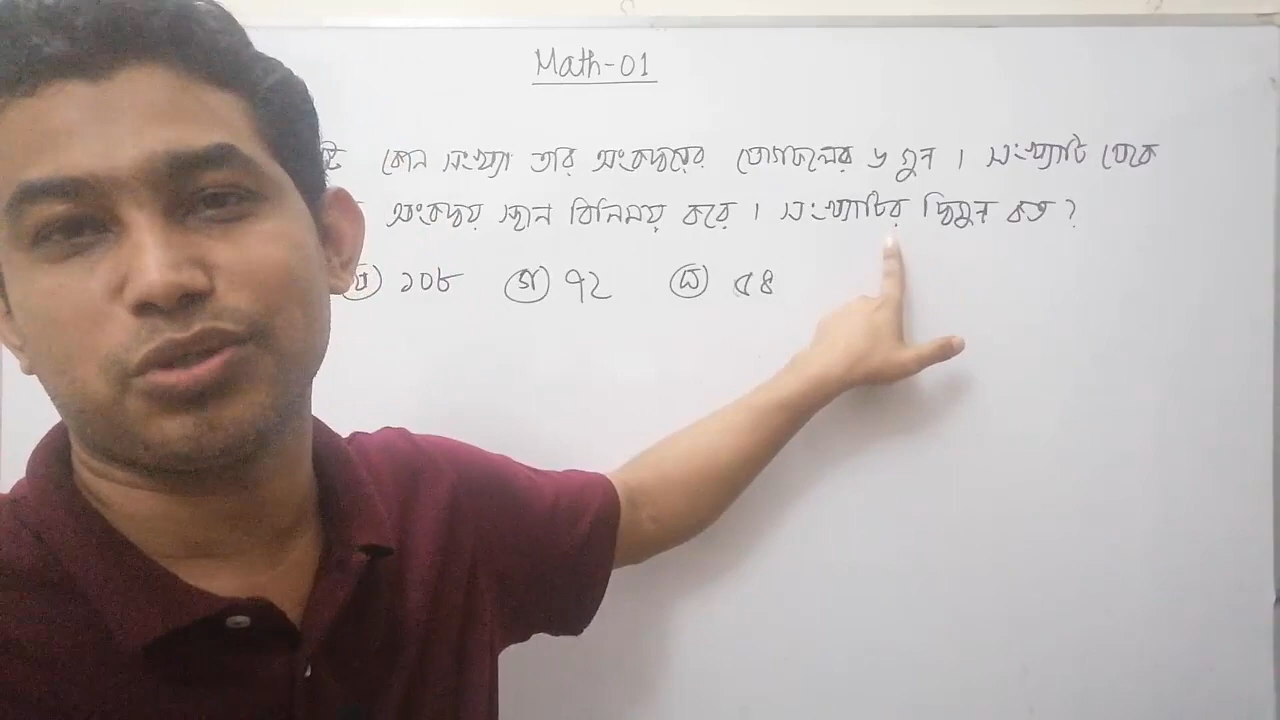 Math-01
কোন সংখ্যা তার অংকদ্বয়ের যোগফলের ৬ গুন । সংখ্যাটি থেকে
অংকদ্বয় স্থান বিনিময় করে । সংখ্যাটির দ্বিগুন কত ?
খ ১০৮ গ ৭২ ঘ ৫৪